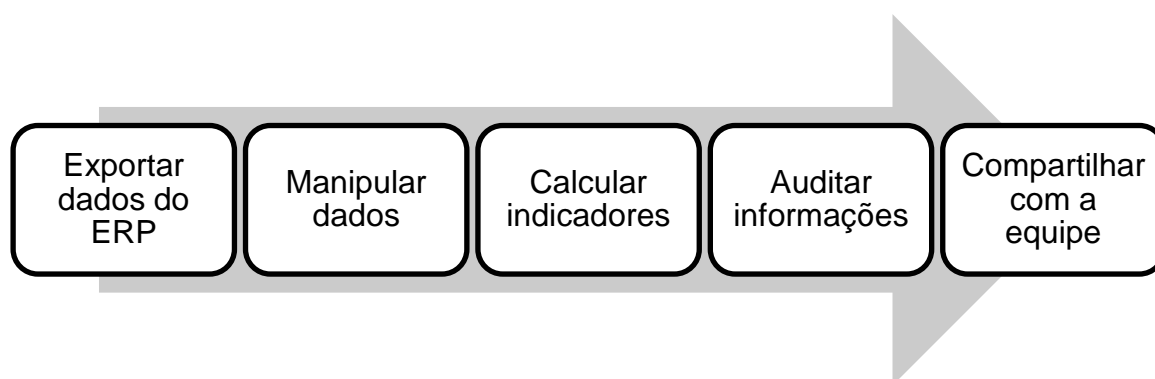 Exportar
dados do
ERP
Manipular
dados
Calcular
indicadores
Auditar
informações
Compartilhar
com a
equipe